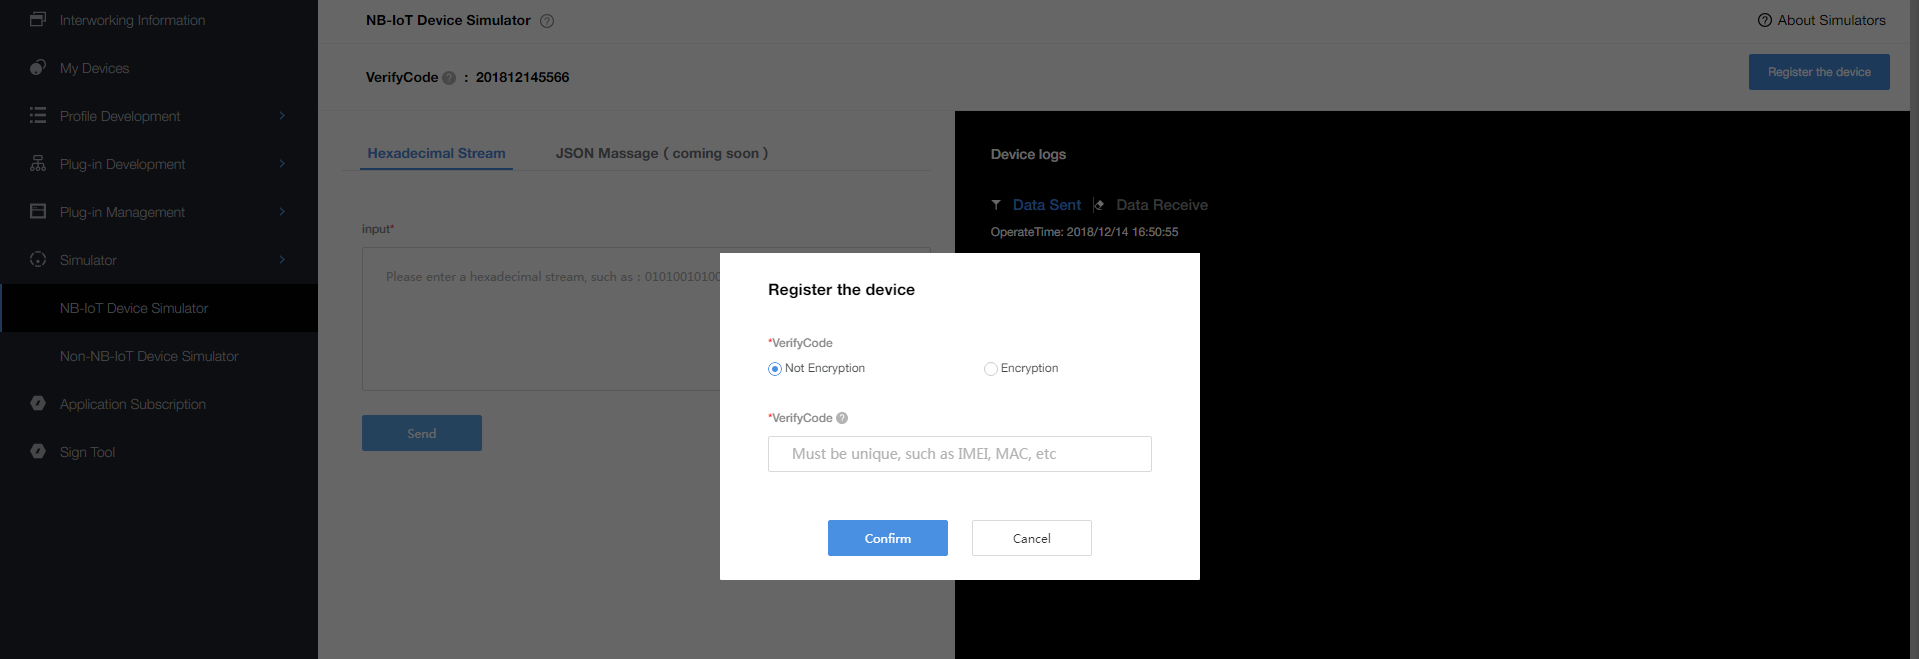 Interworking Information
My Devices
Profile Development
Plug-in Development
Plug-in Management
Simulator
NB-IoT Device Simulator
Non-NB-IoT Device Simulator
Application Subscription
Sign Tool
NB-IoT Device Simulator ?
? About Simulators
VerifyCode ? : 201812145566
Register the device
Hexadecimal Stream
JSON Massage ( coming soon )
input*
Please enter a hexadecimal stream, such as : 01010010100
Send
Device logs
Data Sent
Data Receive
OperateTime: 2018/12/14 16:50:55
Register the device
*VerifyCode
Not Encryption
Encryption
*VerifyCode ?
Must be unique, such as IMEI, MAC, etc
Confirm
Cancel